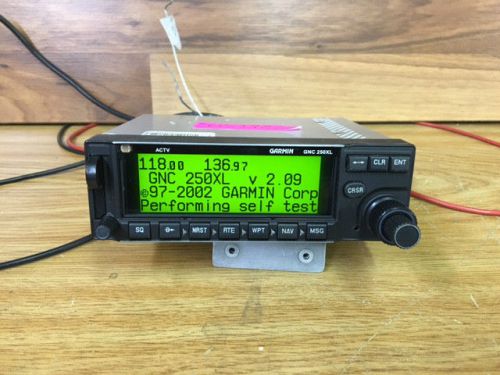 ACTV GARMIN GNC 250XL
118.00 136.97
GNC 250XL v 2.09
©97-2002 GARMIN Corp
Performing self test
CLR ENT
CRSR
SQ NRST RTE WPT NAV MSG